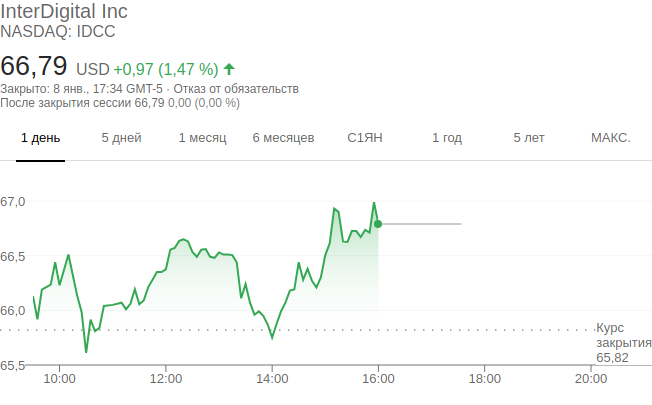 InterDigital Inc
NASDAQ: IDCC
66,79 USD +0,97 (1,47 %)
Закрыто: 8 янв., 17:34 GMT-5 · Отказ от обязательств
После закрытия сессии 66,79 0,00 (0,00 %)
1 день 5 дней 1 месяц 6 месяцев С1ЯН 1 год 5 лет МАКС.
67,0
66,5
66,0
Курс
закрытия
65,82
65,5
10:00 12:00 14:00 16:00 18:00 20:00